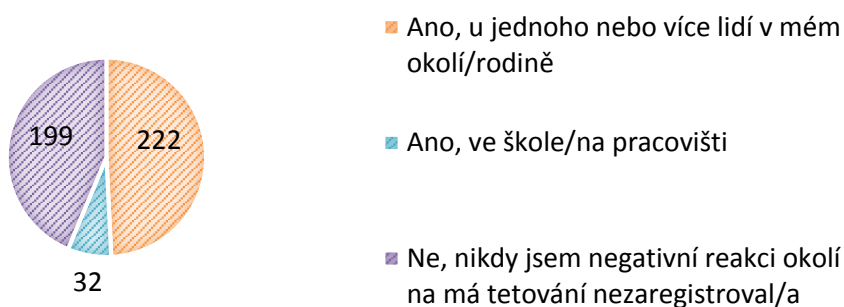 Ano, u jednoho nebo více lidí v mém
okolí/rodině
199
222
Ano, ve škole/na pracovišti
32
Ne, nikdy jsem negativní reakci okolí
na má tetování nezaregistroval/a